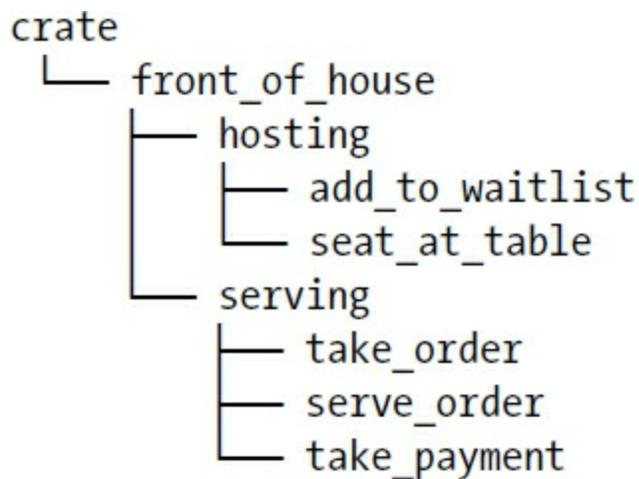 crate
front_of_house
hosting
add_to_waitlist
seat_at_table
serving
take_order
serve_order
take_payment